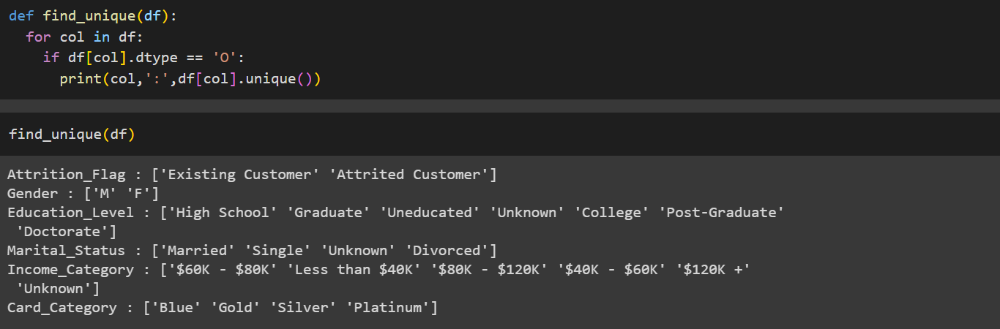 def find_unique(df):
  for col in df:
    if df[col].dtype == 'O':
      print(col,':',df[col].unique())
find_unique(df)
Attrition_Flag : ['Existing Customer' 'Attrited Customer']
Gender : ['M' 'F']
Education_Level : ['High School' 'Graduate' 'Uneducated' 'Unknown' 'College' 'Post-Graduate'
 'Doctorate']
Marital_Status : ['Married' 'Single' 'Unknown' 'Divorced']
Income_Category : ['$60K - $80K' 'Less than $40K' '$80K - $120K' '$40K - $60K' '$120K +'
 'Unknown']
Card_Category : ['Blue' 'Gold' 'Silver' 'Platinum']